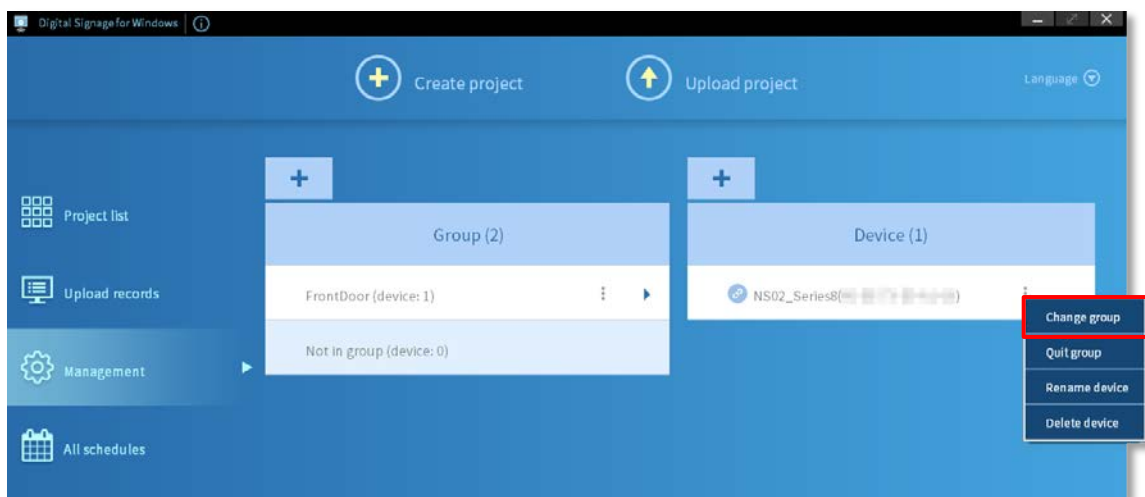 Digital Signage for Windows
Create project
Upload project
Language
Project list
Upload records
Management
All schedules
Group (2)
FrontDoor (device: 1)
Not in group (device: 0)
Device (1)
NS02_Series8( )
Change group
Quit group
Rename device
Delete device